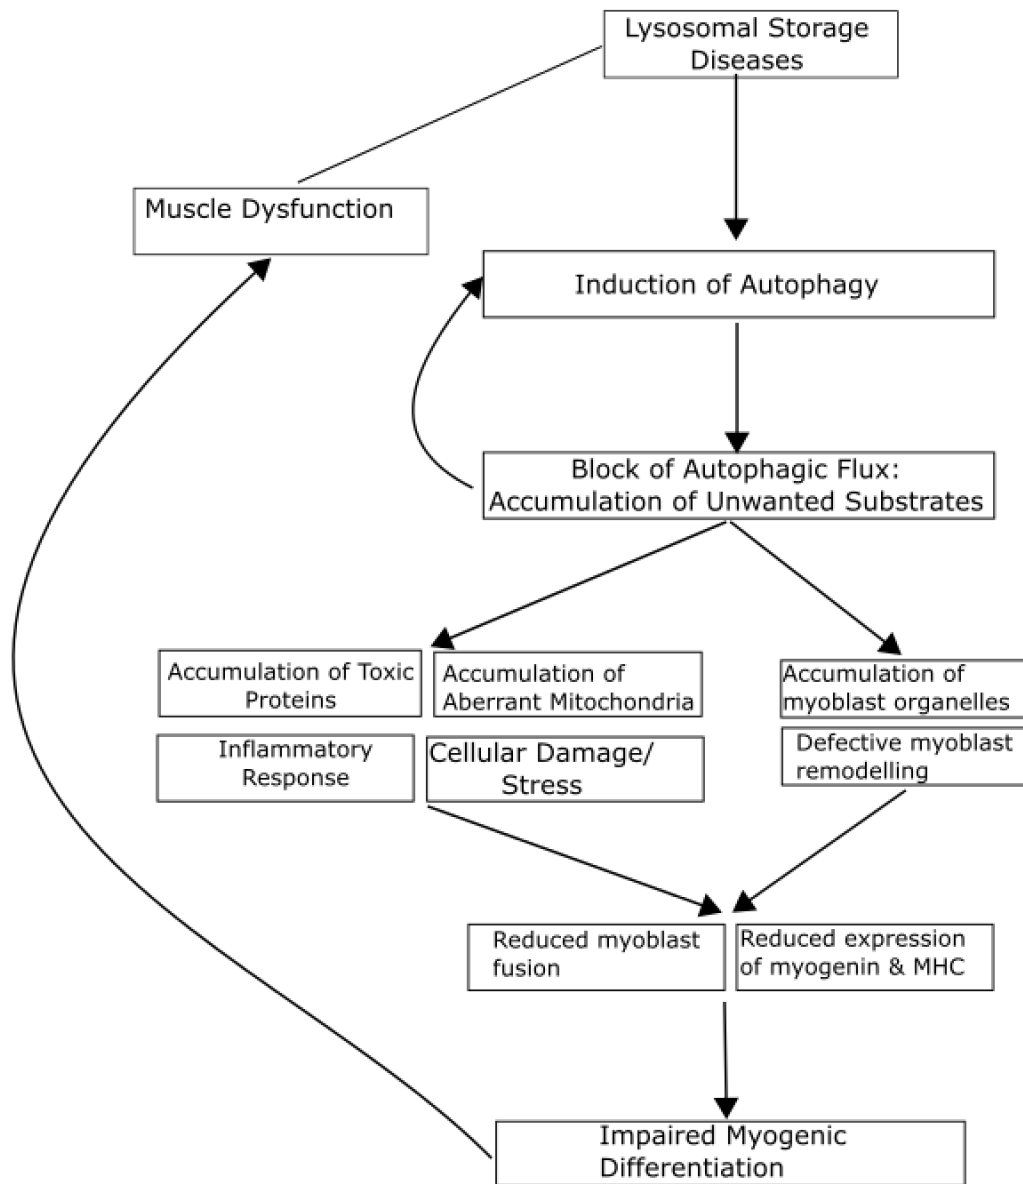 Lysosomal Storage
Diseases
Muscle Dysfunction
Induction of Autophagy
Block of Autophagic Flux:
Accumulation of Unwanted Substrates
Accumulation of Toxic
Proteins
Accumulation of
Aberrant Mitochondria
Accumulation of
myoblast organelles
Inflammatory
Response
Cellular Damage/
Stress
Defective myoblast
remodelling
Reduced myoblast
fusion
Reduced expression
of myogenin & MHC
Impaired Myogenic
Differentiation